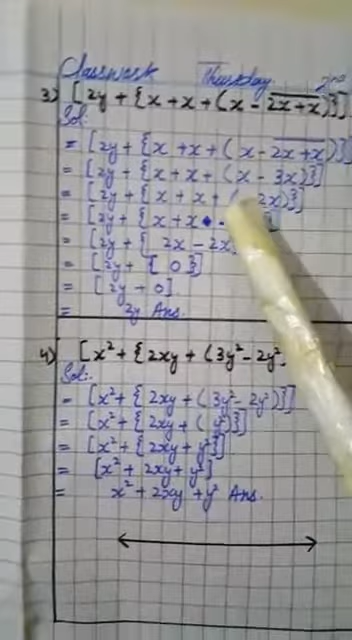 Classwork Thursday
3) [2y + {x + x + (x - 2x+x)}]
Sol:
= [2y + {x + x + (x - 2x+x)}]
= [2y + {x + x + (x - 3x)}]
= [2y + {x + x + ( 2x)}]
= [2y + {x + x
= [2y + { 2x - 2x
= [2y + { 0 }]
= [2y + 0]
= 2y Ans.
4) [x² + {2xy + (3y² - 2y²
Sol:
= [x² + {2xy + (3y² - 2y²)}]
= [x² + {2xy + (y²)}]
= [x² + {2xy + y²}]
= [x² + 2xy + y²]
= x² + 2xy + y² Ans.